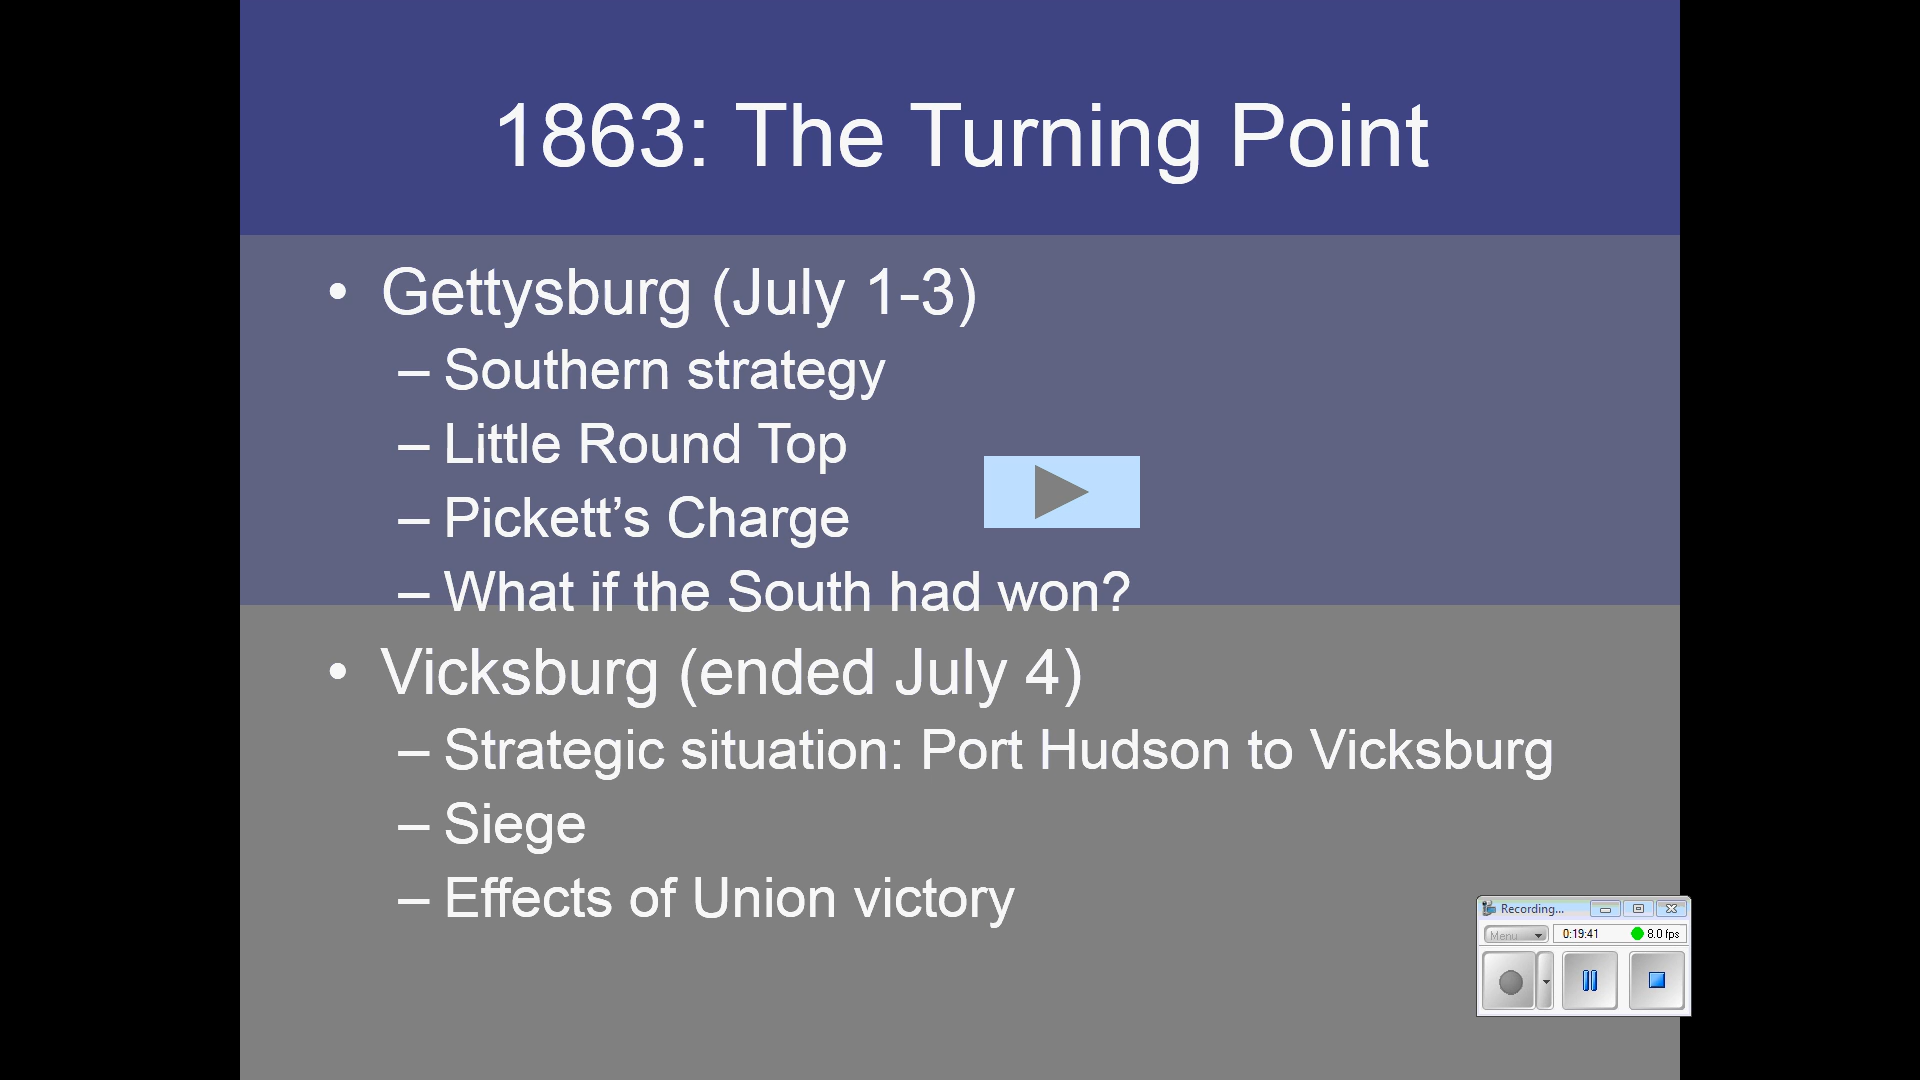 1863: The Turning Point
• Gettysburg (July 1-3)
– Southern strategy
– Little Round Top
– Pickett’s Charge
– What if the South had won?
• Vicksburg (ended July 4)
– Strategic situation: Port Hudson to Vicksburg
– Siege
– Effects of Union victory
Recording...
Menu 0:19:41 8.0 fps